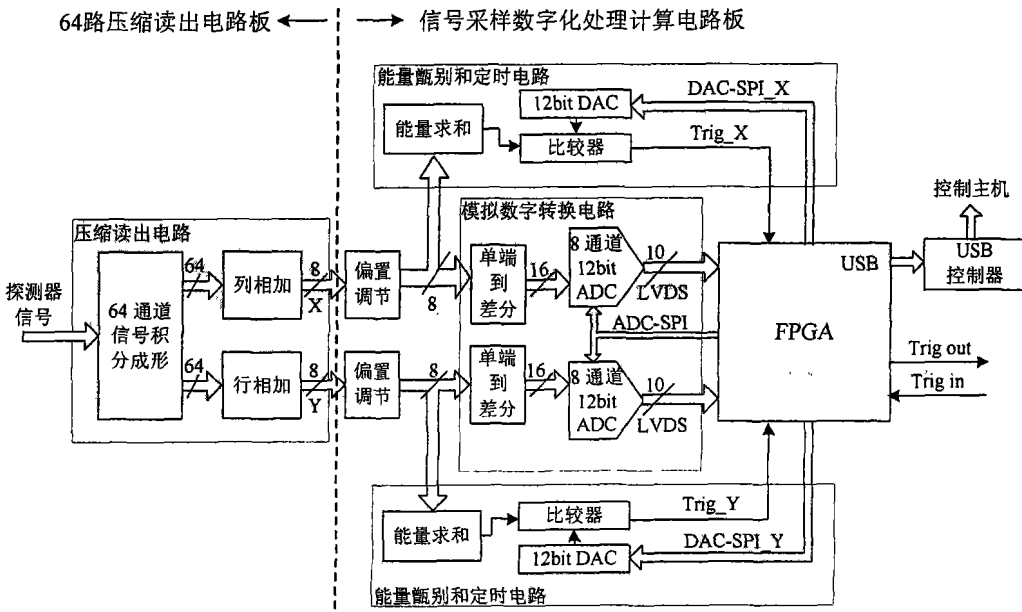 64路压缩读出电路板
信号采样数字化处理计算电路板
能量甄别和定时电路
12bit DAC
DAC-SPI_X
能量求和
比较器
Trig_X
控制主机
压缩读出电路
模拟数字转换电路
64
列相加
8
X
偏置
调节
8
单端
到
差分
16
8 通道
12bit
ADC
10
LVDS
USB
USB
控制器
探测器
信号
64 通道
信号积
分成形
ADC-SPI
FPGA
64
行相加
8
Y
偏置
调节
8
单端
到
差分
16
8 通道
12bit
ADC
10
LVDS
Trig out
Trig in
能量求和
比较器
Trig_Y
12bit DAC
DAC-SPI_Y
能量甄别和定时电路